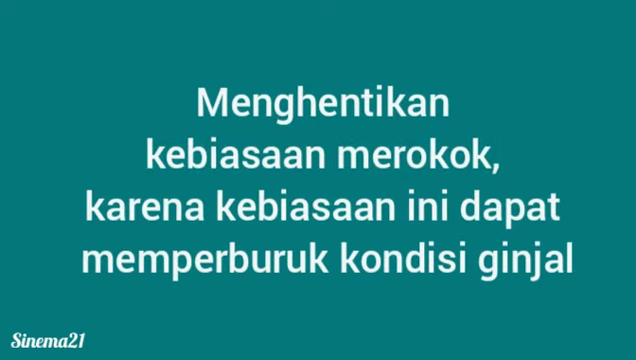 Menghentikan
kebiasaan merokok,
karena kebiasaan ini dapat
memperburuk kondisi ginjal
Sinema21